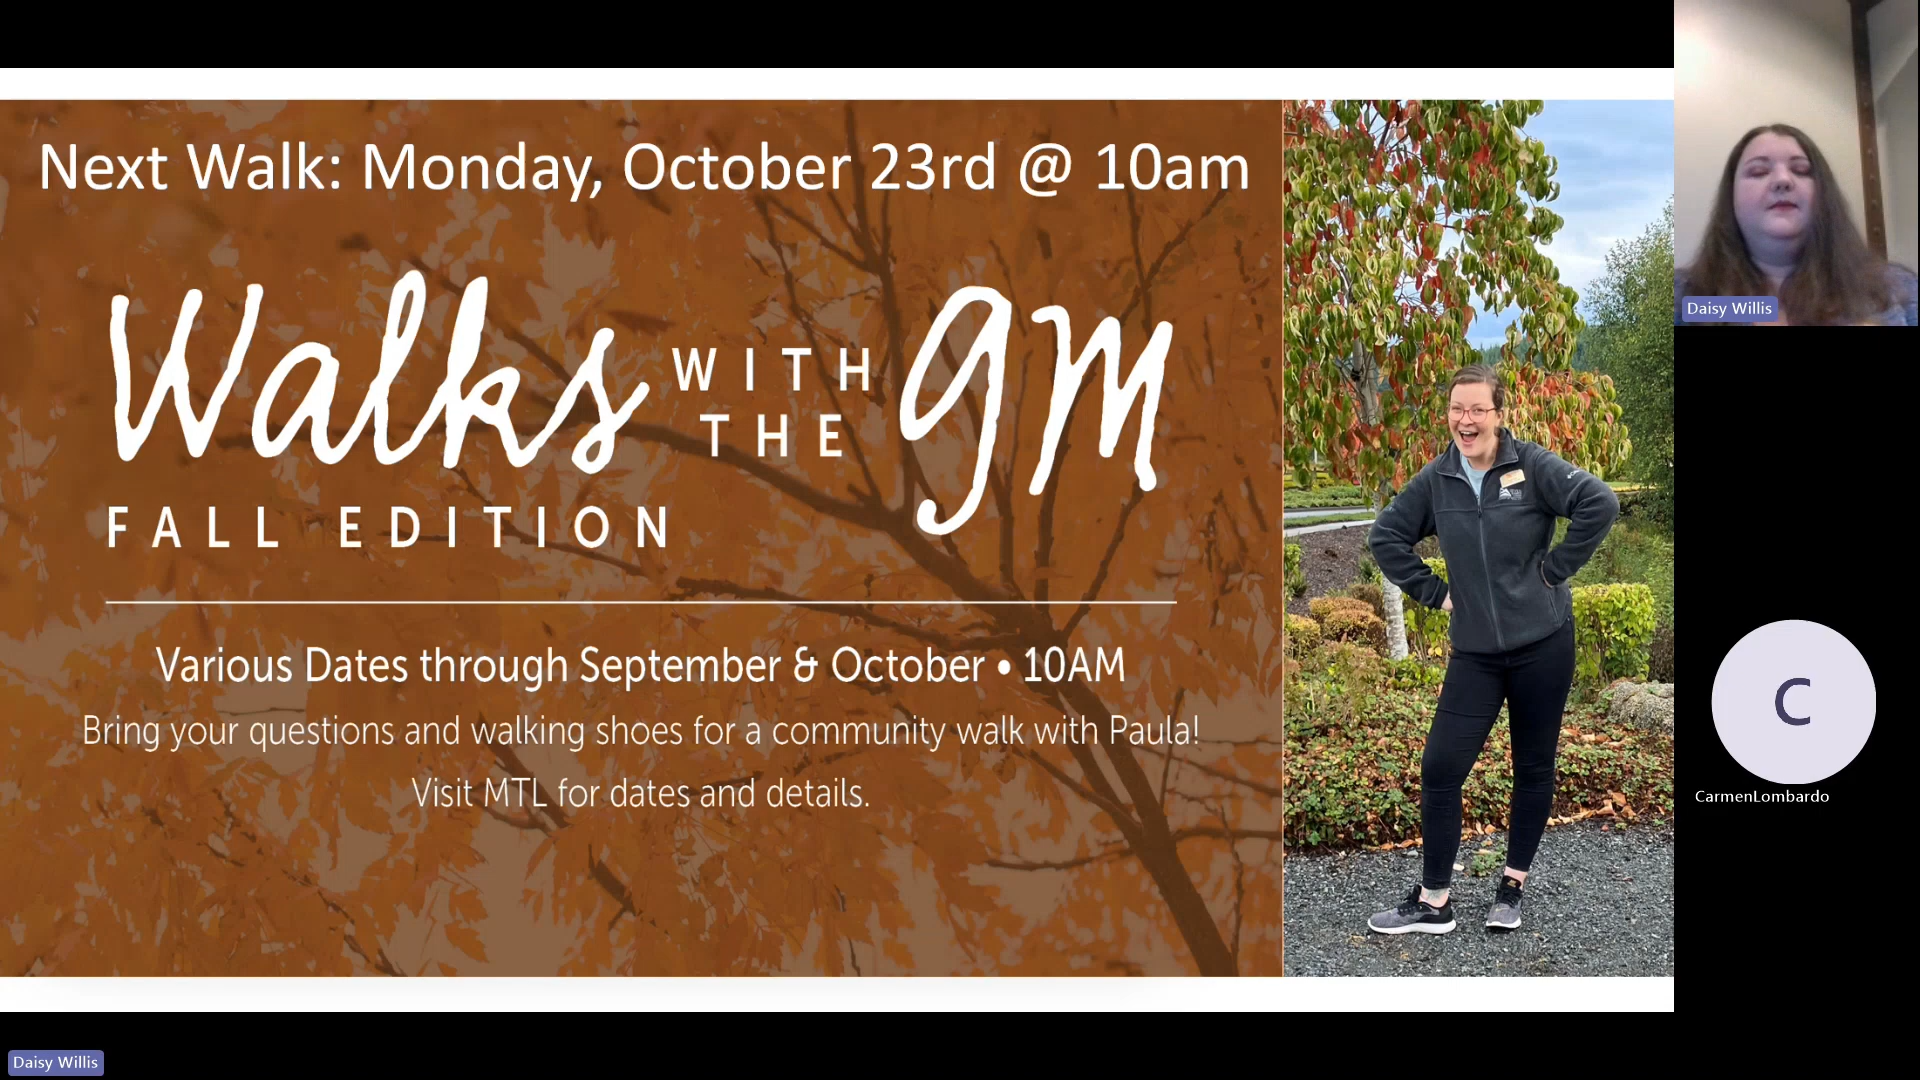 Next Walk: Monday, October 23rd @ 10am
Walks WITH THE GM
FALL EDITION
Various Dates through September & October • 10AM
Bring your questions and walking shoes for a community walk with Paula!
Visit MTL for dates and details.
Daisy Willis
C
CarmenLombardo
Daisy Willis